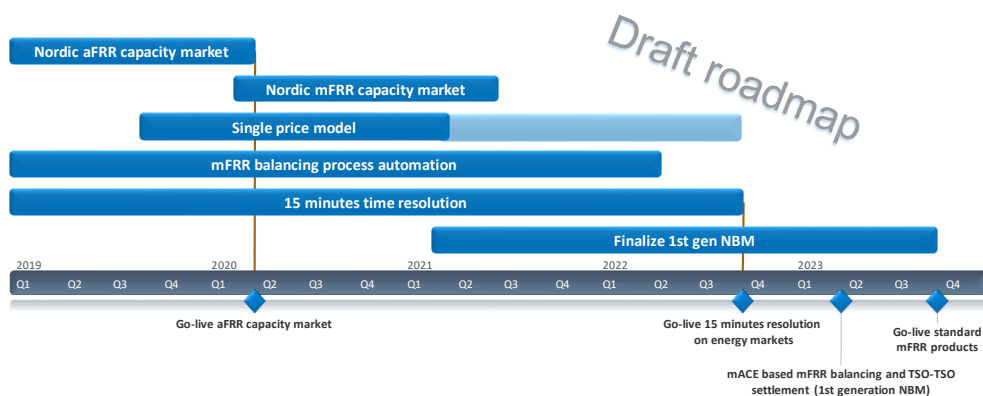 Draft roadmap
Nordic aFRR capacity market
Nordic mFRR capacity market
Single price model
mFRR balancing process automation
15 minutes time resolution
Finalize 1st gen NBM
2019 2020 2021 2022 2023
Q1 Q2 Q3 Q4 Q1 Q2 Q3 Q4 Q1 Q2 Q3 Q4 Q1 Q2 Q3 Q4 Q1 Q2 Q3 Q4
Go-live aFRR capacity market
Go-live 15 minutes resolution
on energy markets
Go-live standard
mFRR products
mACE based mFRR balancing and TSO-TSO
settlement (1st generation NBM)